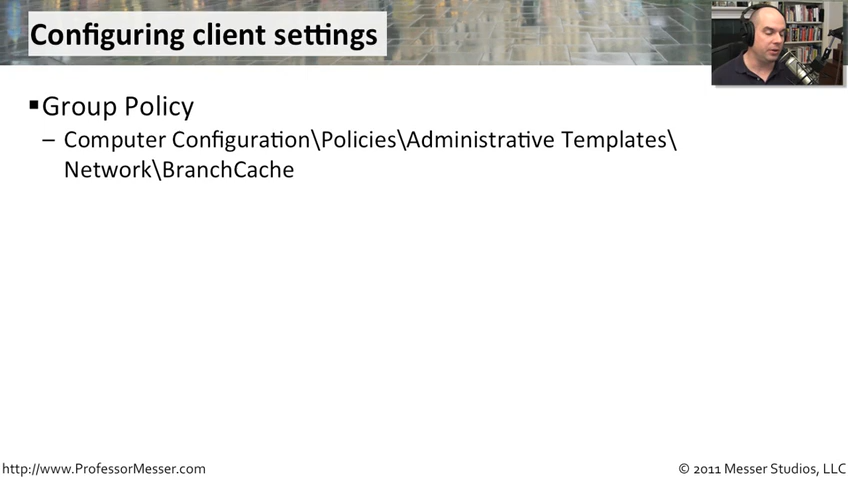 Configuring client settings
▪Group Policy
– Computer Configuration\Policies\Administrative Templates\
Network\BranchCache
http://www.ProfessorMesser.com
© 2011 Messer Studios, LLC